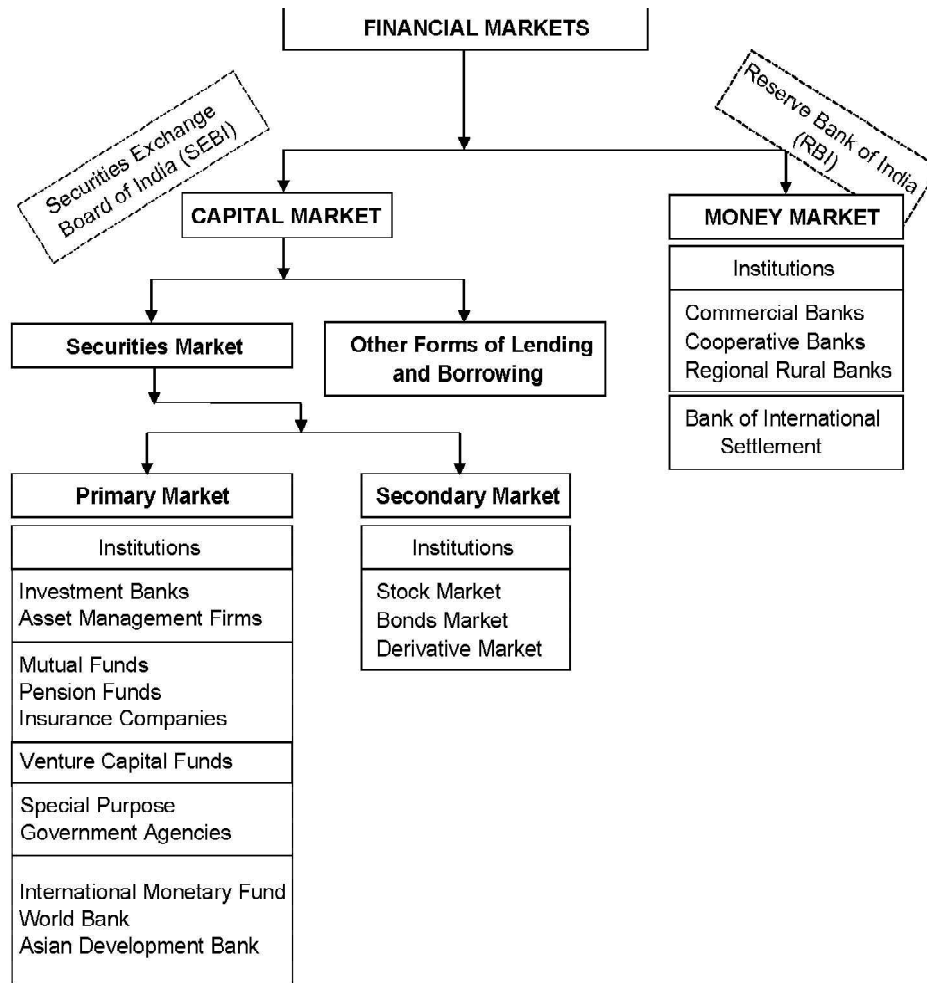 FINANCIAL MARKETS
Securities Exchange
Board of India (SEBI)
Reserve Bank of India
(RBI)
CAPITAL MARKET
MONEY MARKET
Institutions
Commercial Banks
Cooperative Banks
Regional Rural Banks
Bank of International
Settlement
Securities Market
Other Forms of Lending
and Borrowing
Primary Market
Institutions
Investment Banks
Asset Management Firms
Mutual Funds
Pension Funds
Insurance Companies
Venture Capital Funds
Special Purpose
Government Agencies
International Monetary Fund
World Bank
Asian Development Bank
Secondary Market
Institutions
Stock Market
Bonds Market
Derivative Market